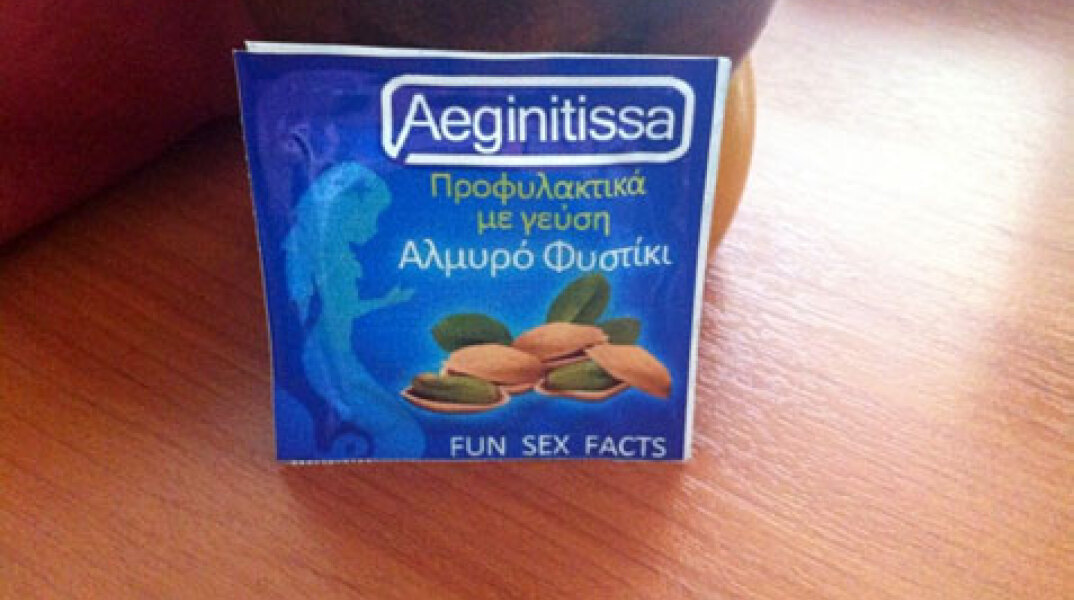 Aeginitissa
Προφυλακτικά
με γεύση
Αλμυρό Φυστίκι
FUN SEX FACTS